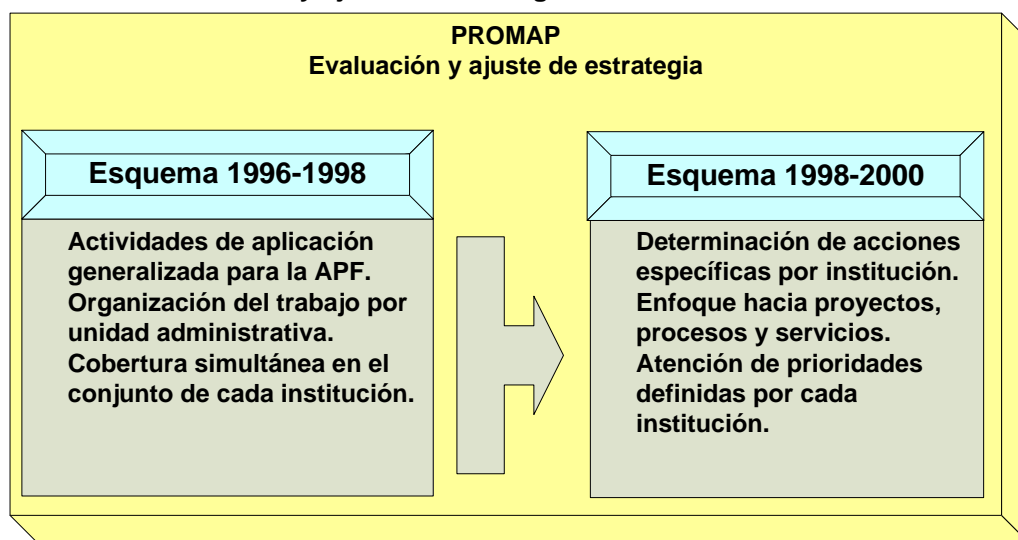 PROMAP
Evaluación y ajuste de estrategia
Esquema 1996-1998
Actividades de aplicación
generalizada para la APF.
Organización del trabajo por
unidad administrativa.
Cobertura simultánea en el
conjunto de cada institución.
Esquema 1998-2000
Determinación de acciones
específicas por institución.
Enfoque hacia proyectos,
procesos y servicios.
Atención de prioridades
definidas por cada
institución.